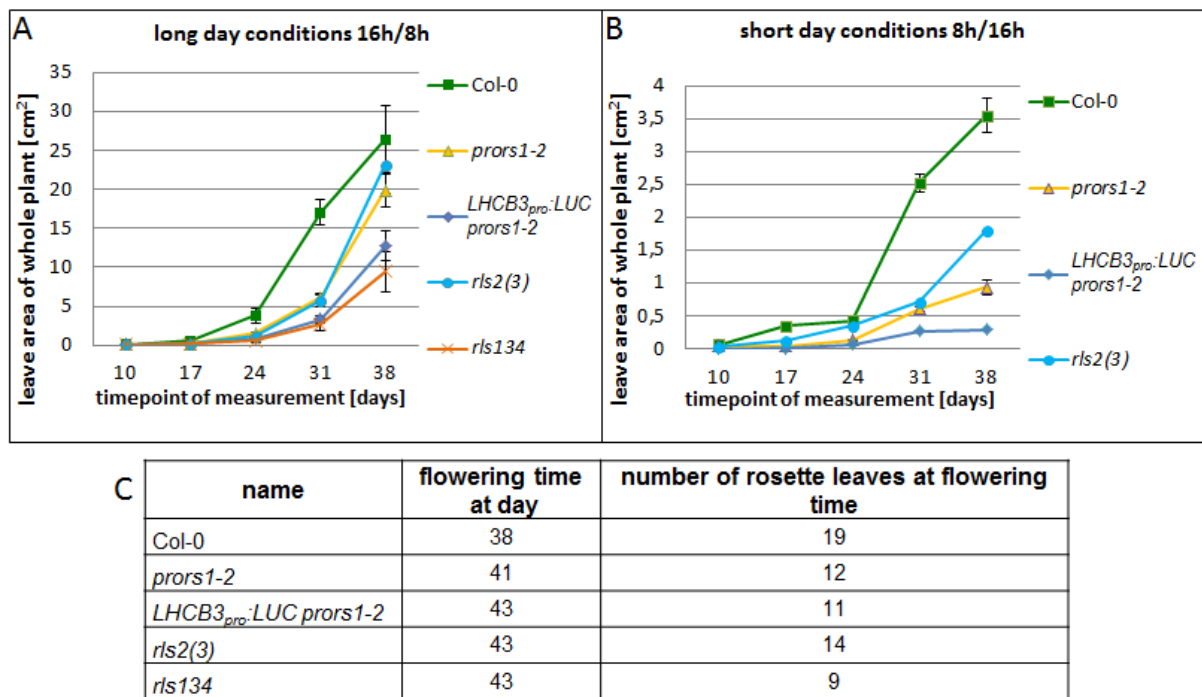 A
long day conditions 16h/8h
leave area of whole plant [cm²]
35
30
25
20
15
10
5
0
10 17 24 31 38
timepoint of measurement [days]
Col-0
prors1-2
LHCB3pro:LUC
prors1-2
rls2(3)
rls134
B
short day conditions 8h/16h
leave area of whole plant [cm²]
4
3,5
3
2,5
2
1,5
1
0,5
0
10 17 24 31 38
timepoint of measurement [days]
Col-0
prors1-2
LHCB3pro:LUC
prors1-2
rls2(3)
C
name flowering time at day number of rosette leaves at flowering time
Col-0 38 19
prors1-2 41 12
LHCB3pro:LUC prors1-2 43 11
rls2(3) 43 14
rls134 43 9